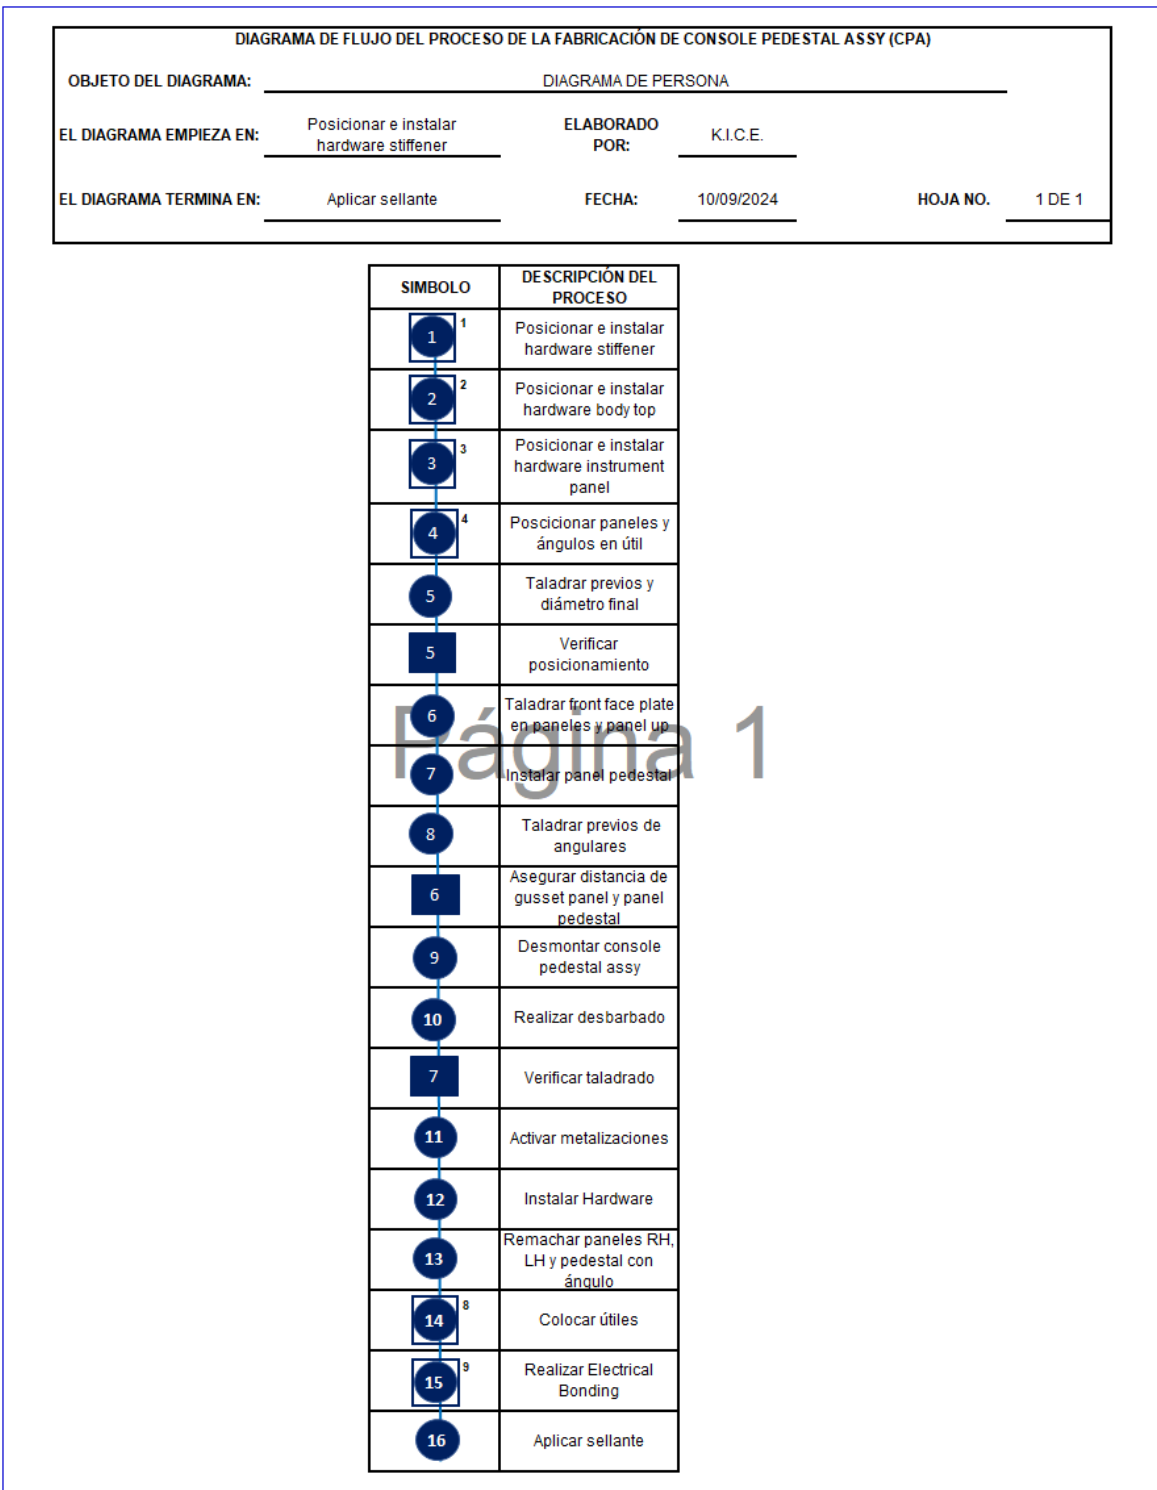 DIAGRAMA DE FLUJO DEL PROCESO DE LA FABRICACIÓN DE CONSOLE PEDESTAL ASSY (CPA)
OBJETO DEL DIAGRAMA: DIAGRAMA DE PERSONA
EL DIAGRAMA EMPIEZA EN: Posicionar e instalar hardware stiffener ELABORADO POR: K.I.C.E.
EL DIAGRAMA TERMINA EN: Aplicar sellante FECHA: 10/09/2024 HOJA NO. 1 DE 1
SIMBOLO DESCRIPCIÓN DEL PROCESO
1 1 Posicionar e instalar
hardware stiffener
2 2 Posicionar e instalar
hardware body top
3 3 Posicionar e instalar
hardware instrument
panel
4 4 Poscicionar paneles y
ángulos en útil
5 Taladrar previos y
diámetro final
5 Verificar
posicionamiento
6 Taladrar front face plate
en paneles y panel up
Página 1
7 Instalar panel pedestal
8 Taladrar previos de
angulares
6 Asegurar distancia de
gusset panel y panel
pedestal
9 Desmontar console
pedestal assy
10 Realizar desbarbado
7 Verificar taladrado
11 Activar metalizaciones
12 Instalar Hardware
13 Remachar paneles RH,
LH y pedestal con
ángulo
14 8 Colocar útiles
15 9 Realizar Electrical
Bonding
16 Aplicar sellante